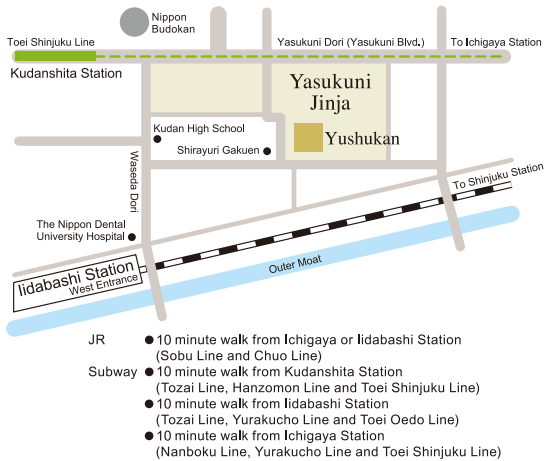 Nippon
Budokan
Toei Shinjuku Line
Yasukuni Dori (Yasukuni Blvd.)
To Ichigaya Station
Kudanshita Station
Yasukuni
Jinja
Kudan High School
Yushukan
Shirayuri Gakuen
Waseda Dori
To Shinjuku Station
The Nippon Dental
University Hospital
Iidabashi Station
West Entrance
Outer Moat
JR ● 10 minute walk from Ichigaya or Iidabashi Station
(Sobu Line and Chuo Line)
Subway ● 10 minute walk from Kudanshita Station
(Tozai Line, Hanzomon Line and Toei Shinjuku Line)
● 10 minute walk from Iidabashi Station
(Tozai Line, Yurakucho Line and Toei Oedo Line)
● 10 minute walk from Ichigaya Station
(Nanboku Line, Yurakucho Line and Toei Shinjuku Line)